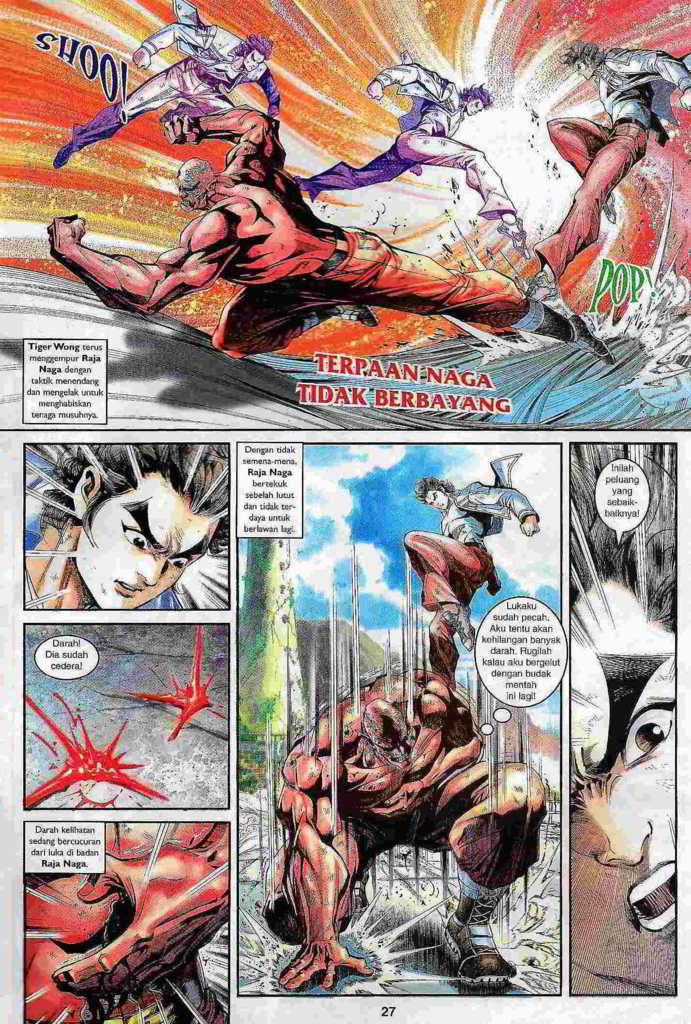 SHOO!
POP!
Tiger Wong terus
menggempur Raja
Naga dengan
taktik menendang
dan mengelak untuk
menghabiskan
tenaga musuhnya.
TERPAAN NAGA
TIDAK BERBAYANG
Darah!
Dia sudah
cedera!
Darah kelihatan
sedang bercucuran
dari luka di badan
Raja Naga.
Dengan tidak
semena-mena,
Raja Naga
bertekuk
sebelah lutut
dan tidak ter-
daya untuk
berlawan lagi.
Lukaku
sudah pecah.
Aku tentu akan
kehilangan banyak
darah. Rugilah
kalau aku bergelut
dengan budak
mentah
ini lagi!
Inilah
peluang
yang
sebaik-
baiknya!
27